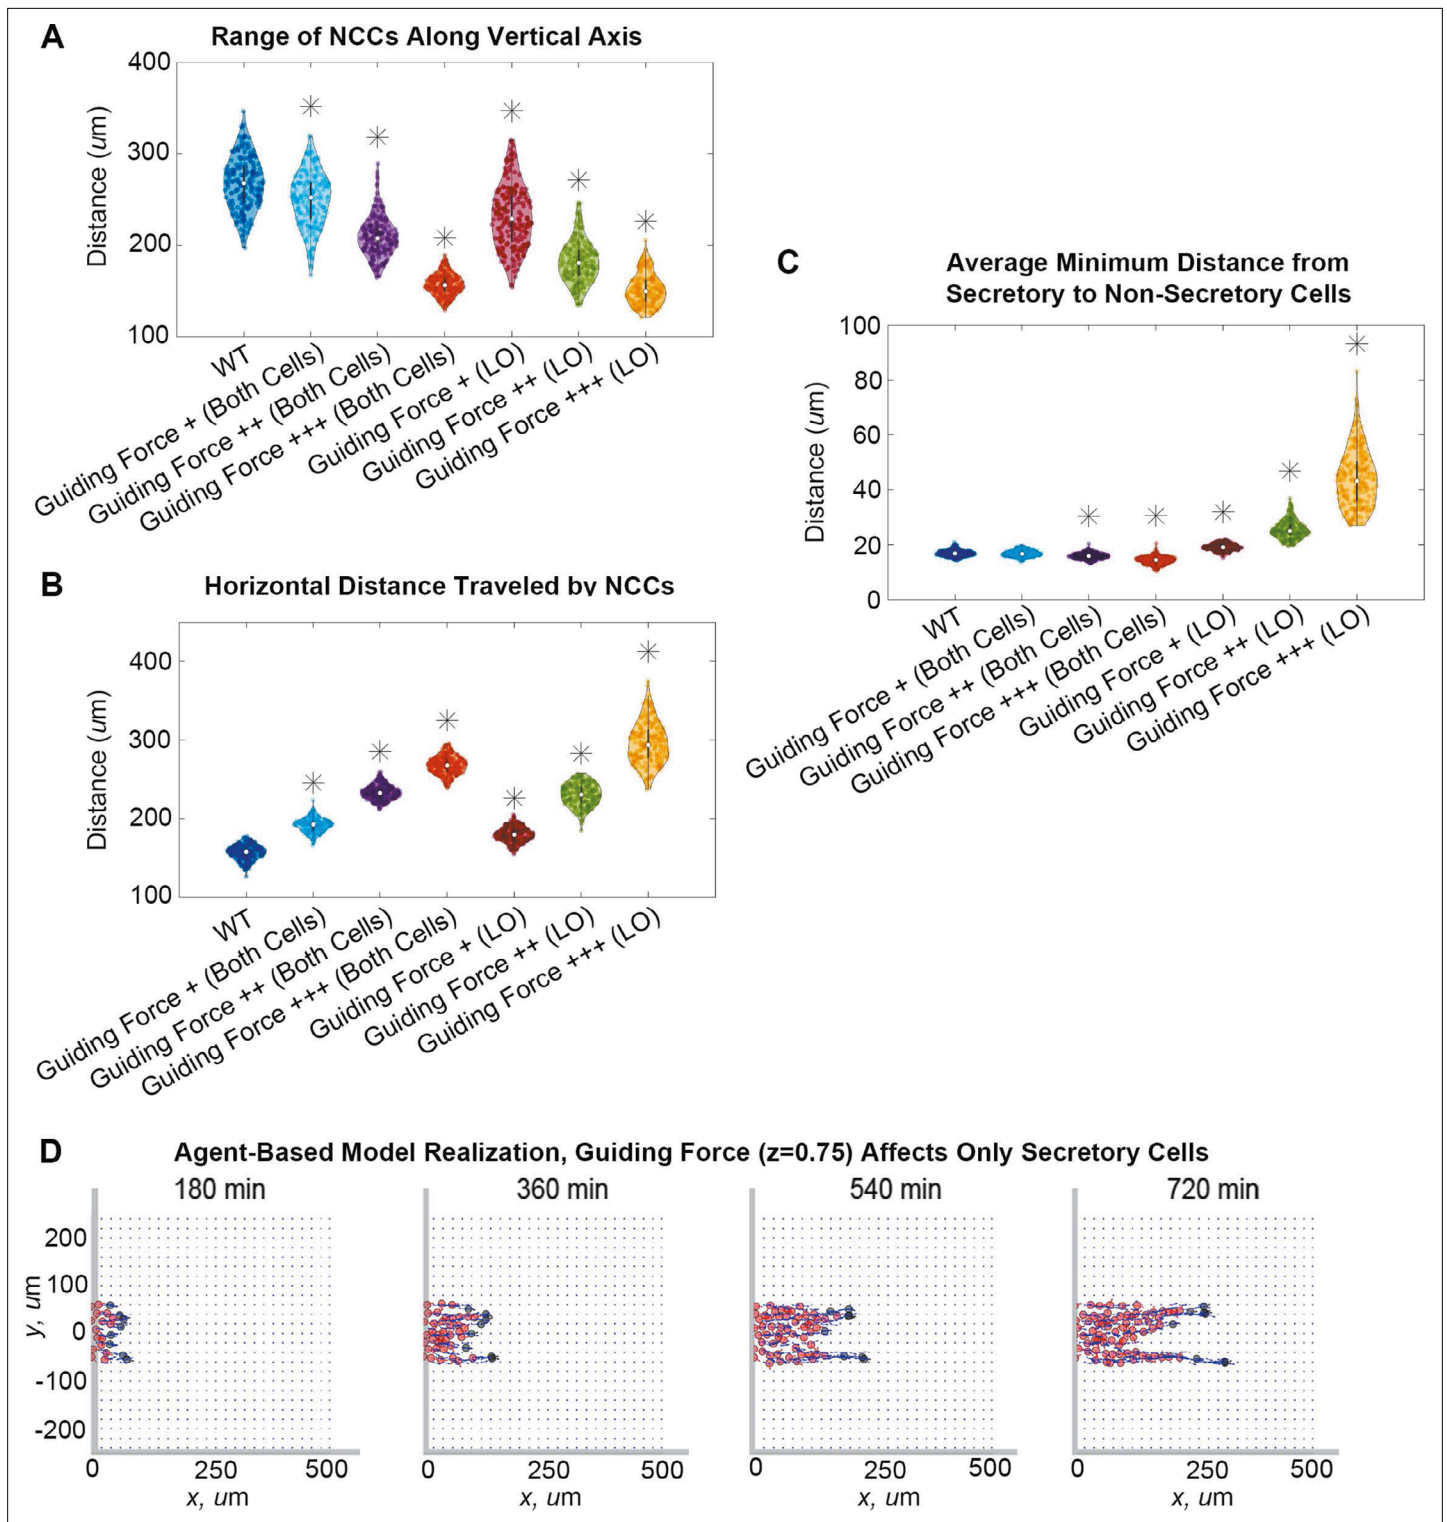 A
Range of NCCs Along Vertical Axis
400
300
200
100
Distance (um)
WT
Guiding Force + (Both Cells)
Guiding Force ++ (Both Cells)
Guiding Force +++ (Both Cells)
Guiding Force + (LO)
Guiding Force ++ (LO)
Guiding Force +++ (LO)
C
Average Minimum Distance from
Secretory to Non-Secretory Cells
100
80
60
40
20
0
Distance (um)
WT
Guiding Force + (Both Cells)
Guiding Force ++ (Both Cells)
Guiding Force +++ (Both Cells)
Guiding Force + (LO)
Guiding Force ++ (LO)
Guiding Force +++ (LO)
B
Horizontal Distance Traveled by NCCs
400
300
200
100
Distance (um)
WT
Guiding Force + (Both Cells)
Guiding Force ++ (Both Cells)
Guiding Force +++ (Both Cells)
Guiding Force + (LO)
Guiding Force ++ (LO)
Guiding Force +++ (LO)
D
Agent-Based Model Realization, Guiding Force (z=0.75) Affects Only Secretory Cells
180 min
360 min
540 min
720 min
200
100
0
-100
-200
y, um
0 250 500
x, um
0 250 500
x, um
0 250 500
x, um
0 250 500
x, um